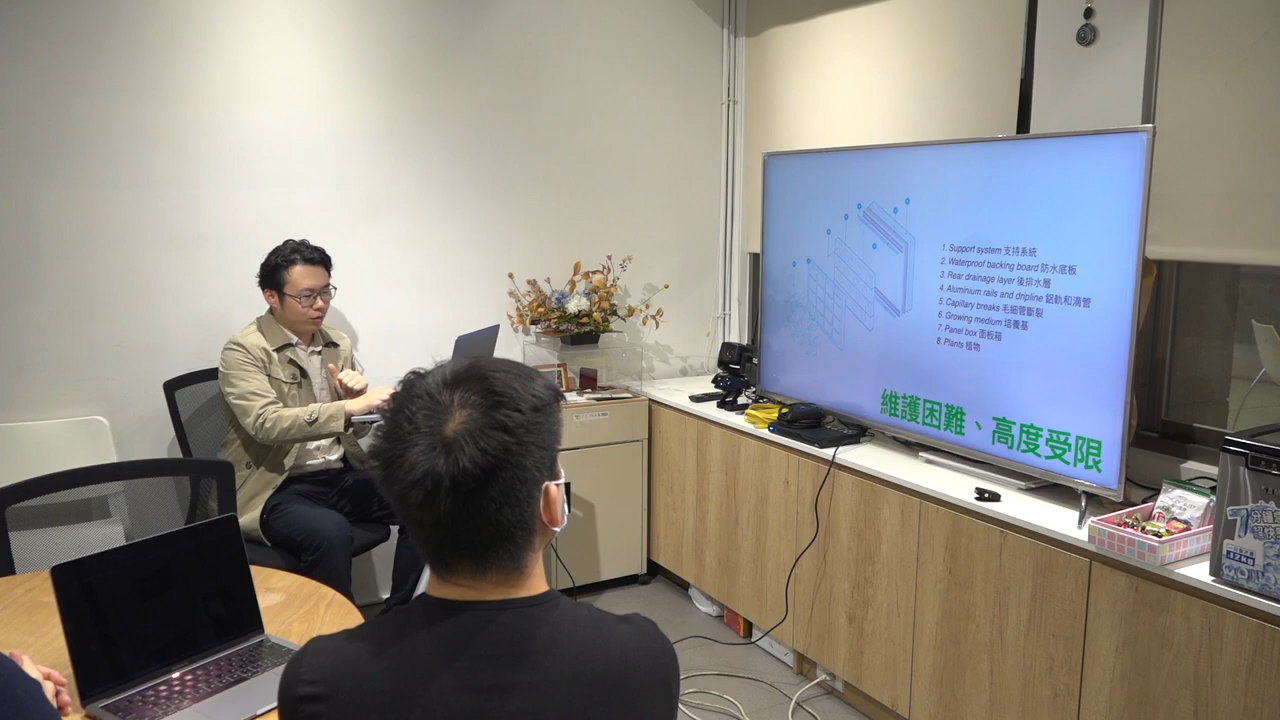 1. Support system 支持系統
2. Waterproof backing board 防水底板
3. Rear drainage layer 後排水層
4. Aluminium rails and dripline 鋁軌和滴管
5. Capillary breaks 毛細管斷裂
6. Growing medium 培養基
7. Panel box 面板箱
8. Plants 植物
維護困難、高度受限